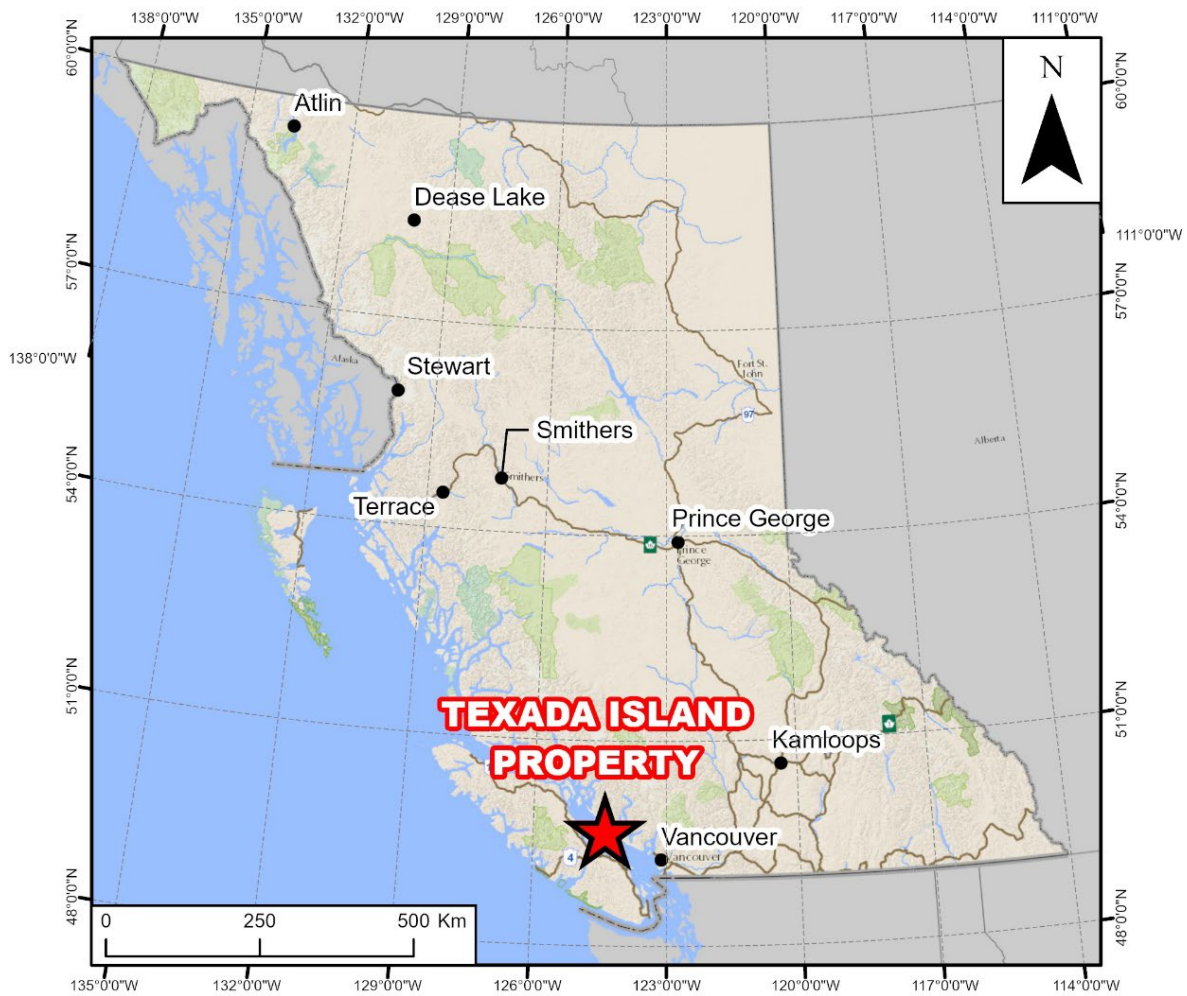 138°0'0"W 135°0'0"W 132°0'0"W 129°0'0"W 126°0'0"W 123°0'0"W 120°0'0"W 117°0'0"W 114°0'0"W 111°0'0"W
60°0'0"N
60°0'0"N
N
Atlin
Dease Lake
111°0'0"W
57°0'0"N
57°0'0"N
138°0'0"W
Alaska
Stewart
Fort St.
John
97
Smithers
Alberta
Smithers
54°0'0"N
54°0'0"N
Terrace
Prince George
Prince
George
51°0'0"N
51°0'0"N
TEXADA ISLAND
PROPERTY
Kamloops
Vancouver
Vancouver
4
48°0'0"N
48°0'0"N
0 250 500 Km
135°0'0"W 132°0'0"W 129°0'0"W 126°0'0"W 123°0'0"W 120°0'0"W 117°0'0"W 114°0'0"W